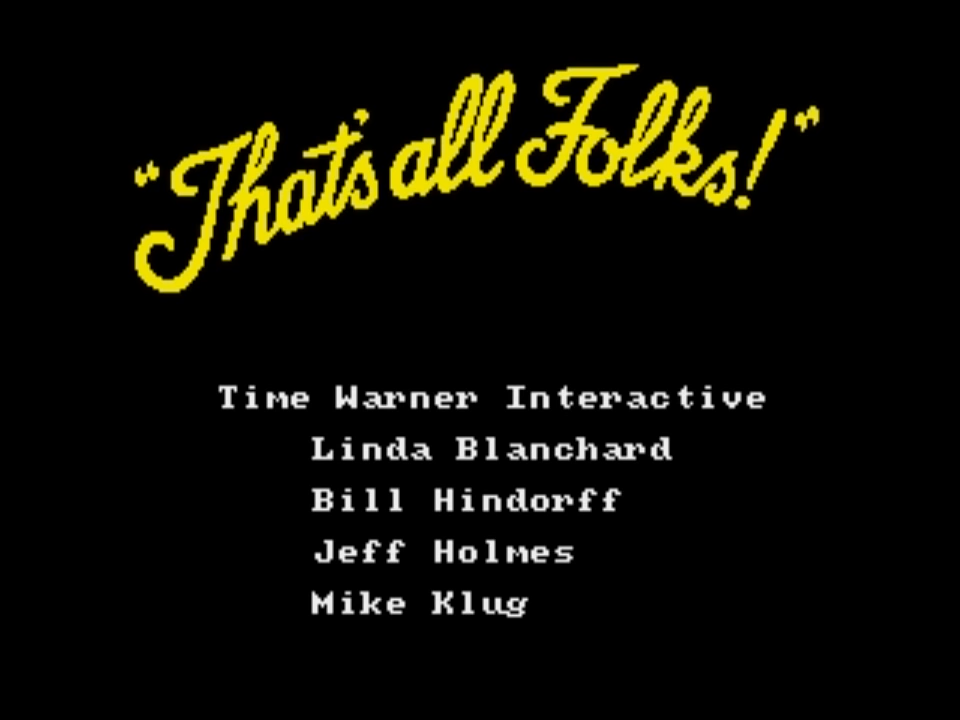 "That's all Folks!"
Time Warner Interactive
Linda Blanchard
Bill Hindorff
Jeff Holmes
Mike Klug